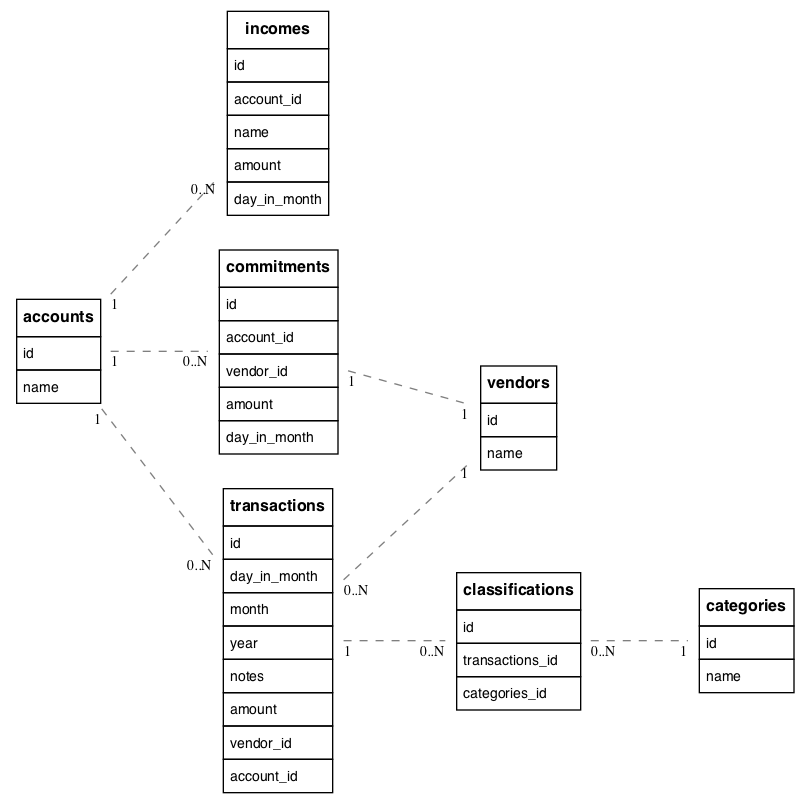 incomes
id
account_id
name
amount
day_in_month
0..N
1
accounts
id
name
1
0..N
1
0..N
commitments
id
account_id
vendor_id
amount
day_in_month
1
1
vendors
id
name
1
0..N
transactions
id
day_in_month
month
year
notes
amount
vendor_id
account_id
1
0..N
classifications
id
transactions_id
categories_id
0..N
1
categories
id
name